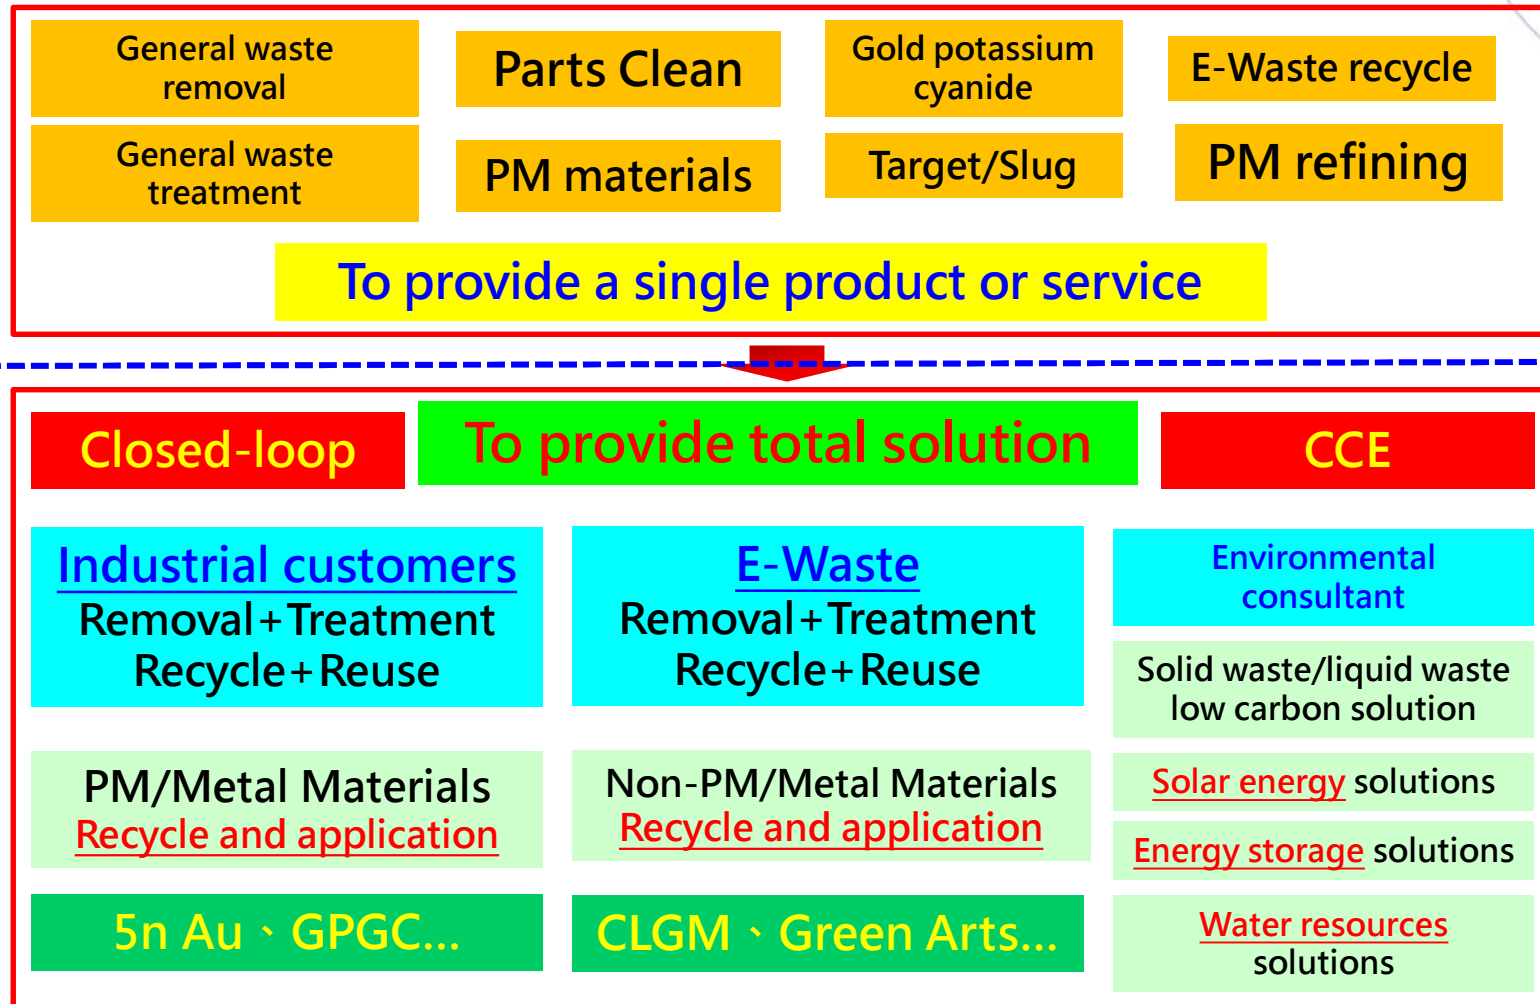 General waste
removal
Parts Clean
Gold potassium
cyanide
E-Waste recycle
General waste
treatment
PM materials
Target/Slug
PM refining
To provide a single product or service
Closed-loop
To provide total solution
CCE
Industrial customers
Removal+Treatment
Recycle+Reuse
E-Waste
Removal+Treatment
Recycle+Reuse
Environmental
consultant
Solid waste/liquid waste
low carbon solution
PM/Metal Materials
Recycle and application
Non-PM/Metal Materials
Recycle and application
Solar energy solutions
Energy storage solutions
5n Au、GPGC...
CLGM、Green Arts...
Water resources
solutions